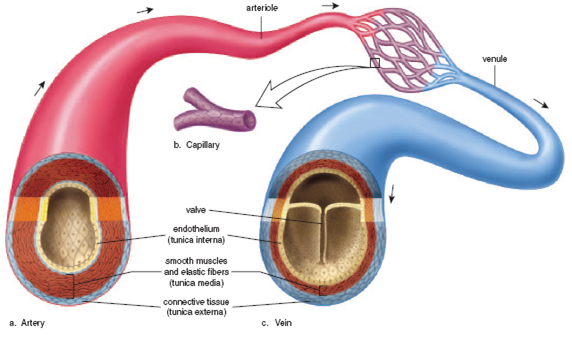 arteriole
venule
b. Capillary
valve
endothelium
(tunica interna)
smooth muscles
and elastic fibers
(tunica media)
connective tissue
(tunica externa)
a. Artery
c. Vein